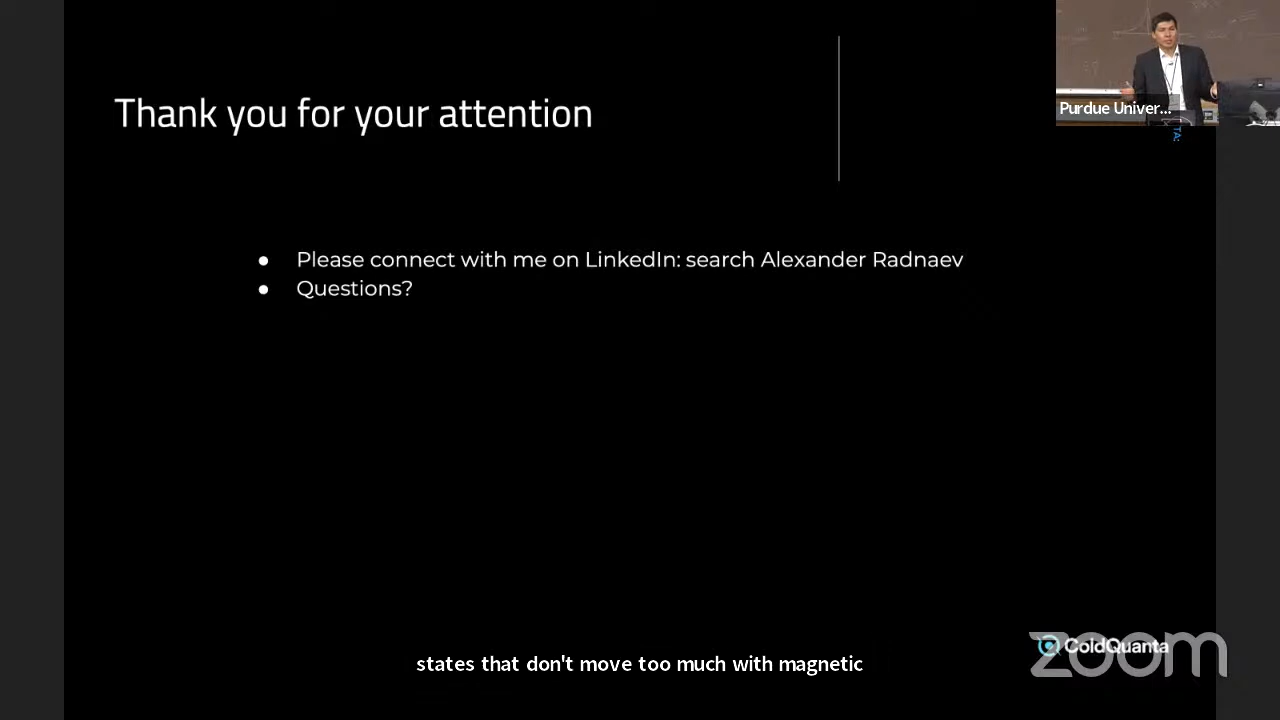 Thank you for your attention
Purdue Univer...
TA:
● Please connect with me on LinkedIn: search Alexander Radnaev
● Questions?
ColdQuanta
zoom
states that don't move too much with magnetic